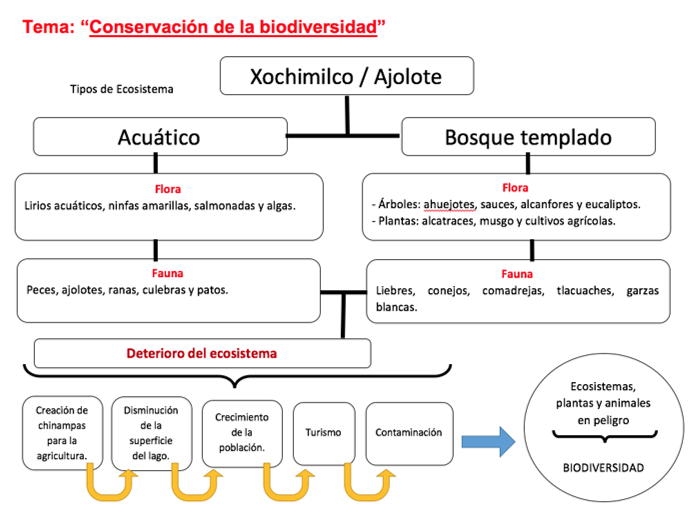 Tema: “Conservación de la biodiversidad”
Xochimilco / Ajolote
Tipos de Ecosistema
Acuático
Bosque templado
Flora
Lirios acuáticos, ninfas amarillas, salmonadas y algas.
Flora
- Árboles: ahuejotes, sauces, alcanfores y eucaliptos.
- Plantas: alcatraces, musgo y cultivos agrícolas.
Fauna
Peces, ajolotes, ranas, culebras y patos.
Fauna
Liebres, conejos, comadrejas, tlacuaches, garzas
blancas.
Deterioro del ecosistema
Creación de
chinampas
para la
agricultura.
Disminución
de la
superficie
del lago.
Crecimiento
de la
población.
Turismo
Contaminación
Ecosistemas,
plantas y animales
en peligro
BIODIVERSIDAD